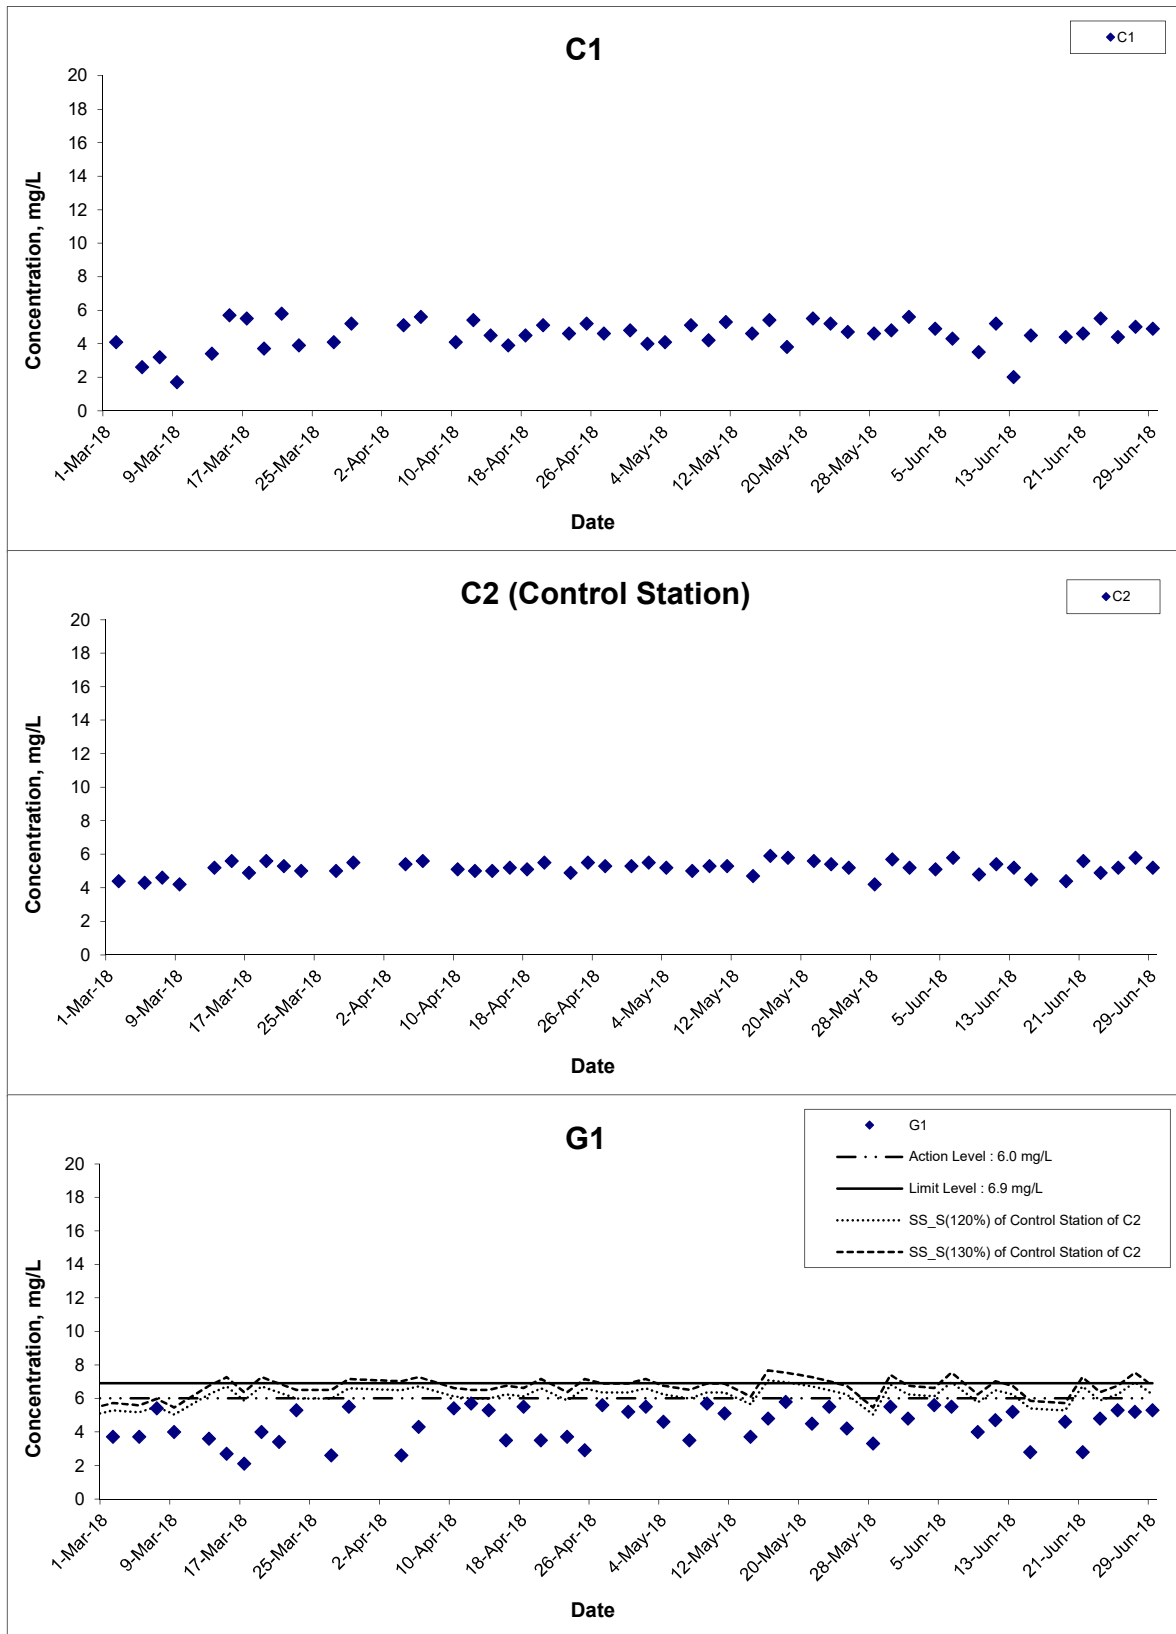 C1
C1
20
18
16
14
12
10
8
6
4
2
0
Concentration, mg/L
1-Mar-18
9-Mar-18
17-Mar-18
25-Mar-18
2-Apr-18
10-Apr-18
18-Apr-18
26-Apr-18
4-May-18
12-May-18
20-May-18
28-May-18
5-Jun-18
13-Jun-18
21-Jun-18
29-Jun-18
Date
C2 (Control Station)
C2
20
18
16
14
12
10
8
6
4
2
0
Concentration, mg/L
1-Mar-18
9-Mar-18
17-Mar-18
25-Mar-18
2-Apr-18
10-Apr-18
18-Apr-18
26-Apr-18
4-May-18
12-May-18
20-May-18
28-May-18
5-Jun-18
13-Jun-18
21-Jun-18
29-Jun-18
Date
G1
G1
Action Level : 6.0 mg/L
Limit Level : 6.9 mg/L
SS_S(120%) of Control Station of C2
SS_S(130%) of Control Station of C2
20
18
16
14
12
10
8
6
4
2
0
Concentration, mg/L
1-Mar-18
9-Mar-18
17-Mar-18
25-Mar-18
2-Apr-18
10-Apr-18
18-Apr-18
26-Apr-18
4-May-18
12-May-18
20-May-18
28-May-18
5-Jun-18
13-Jun-18
21-Jun-18
29-Jun-18
Date